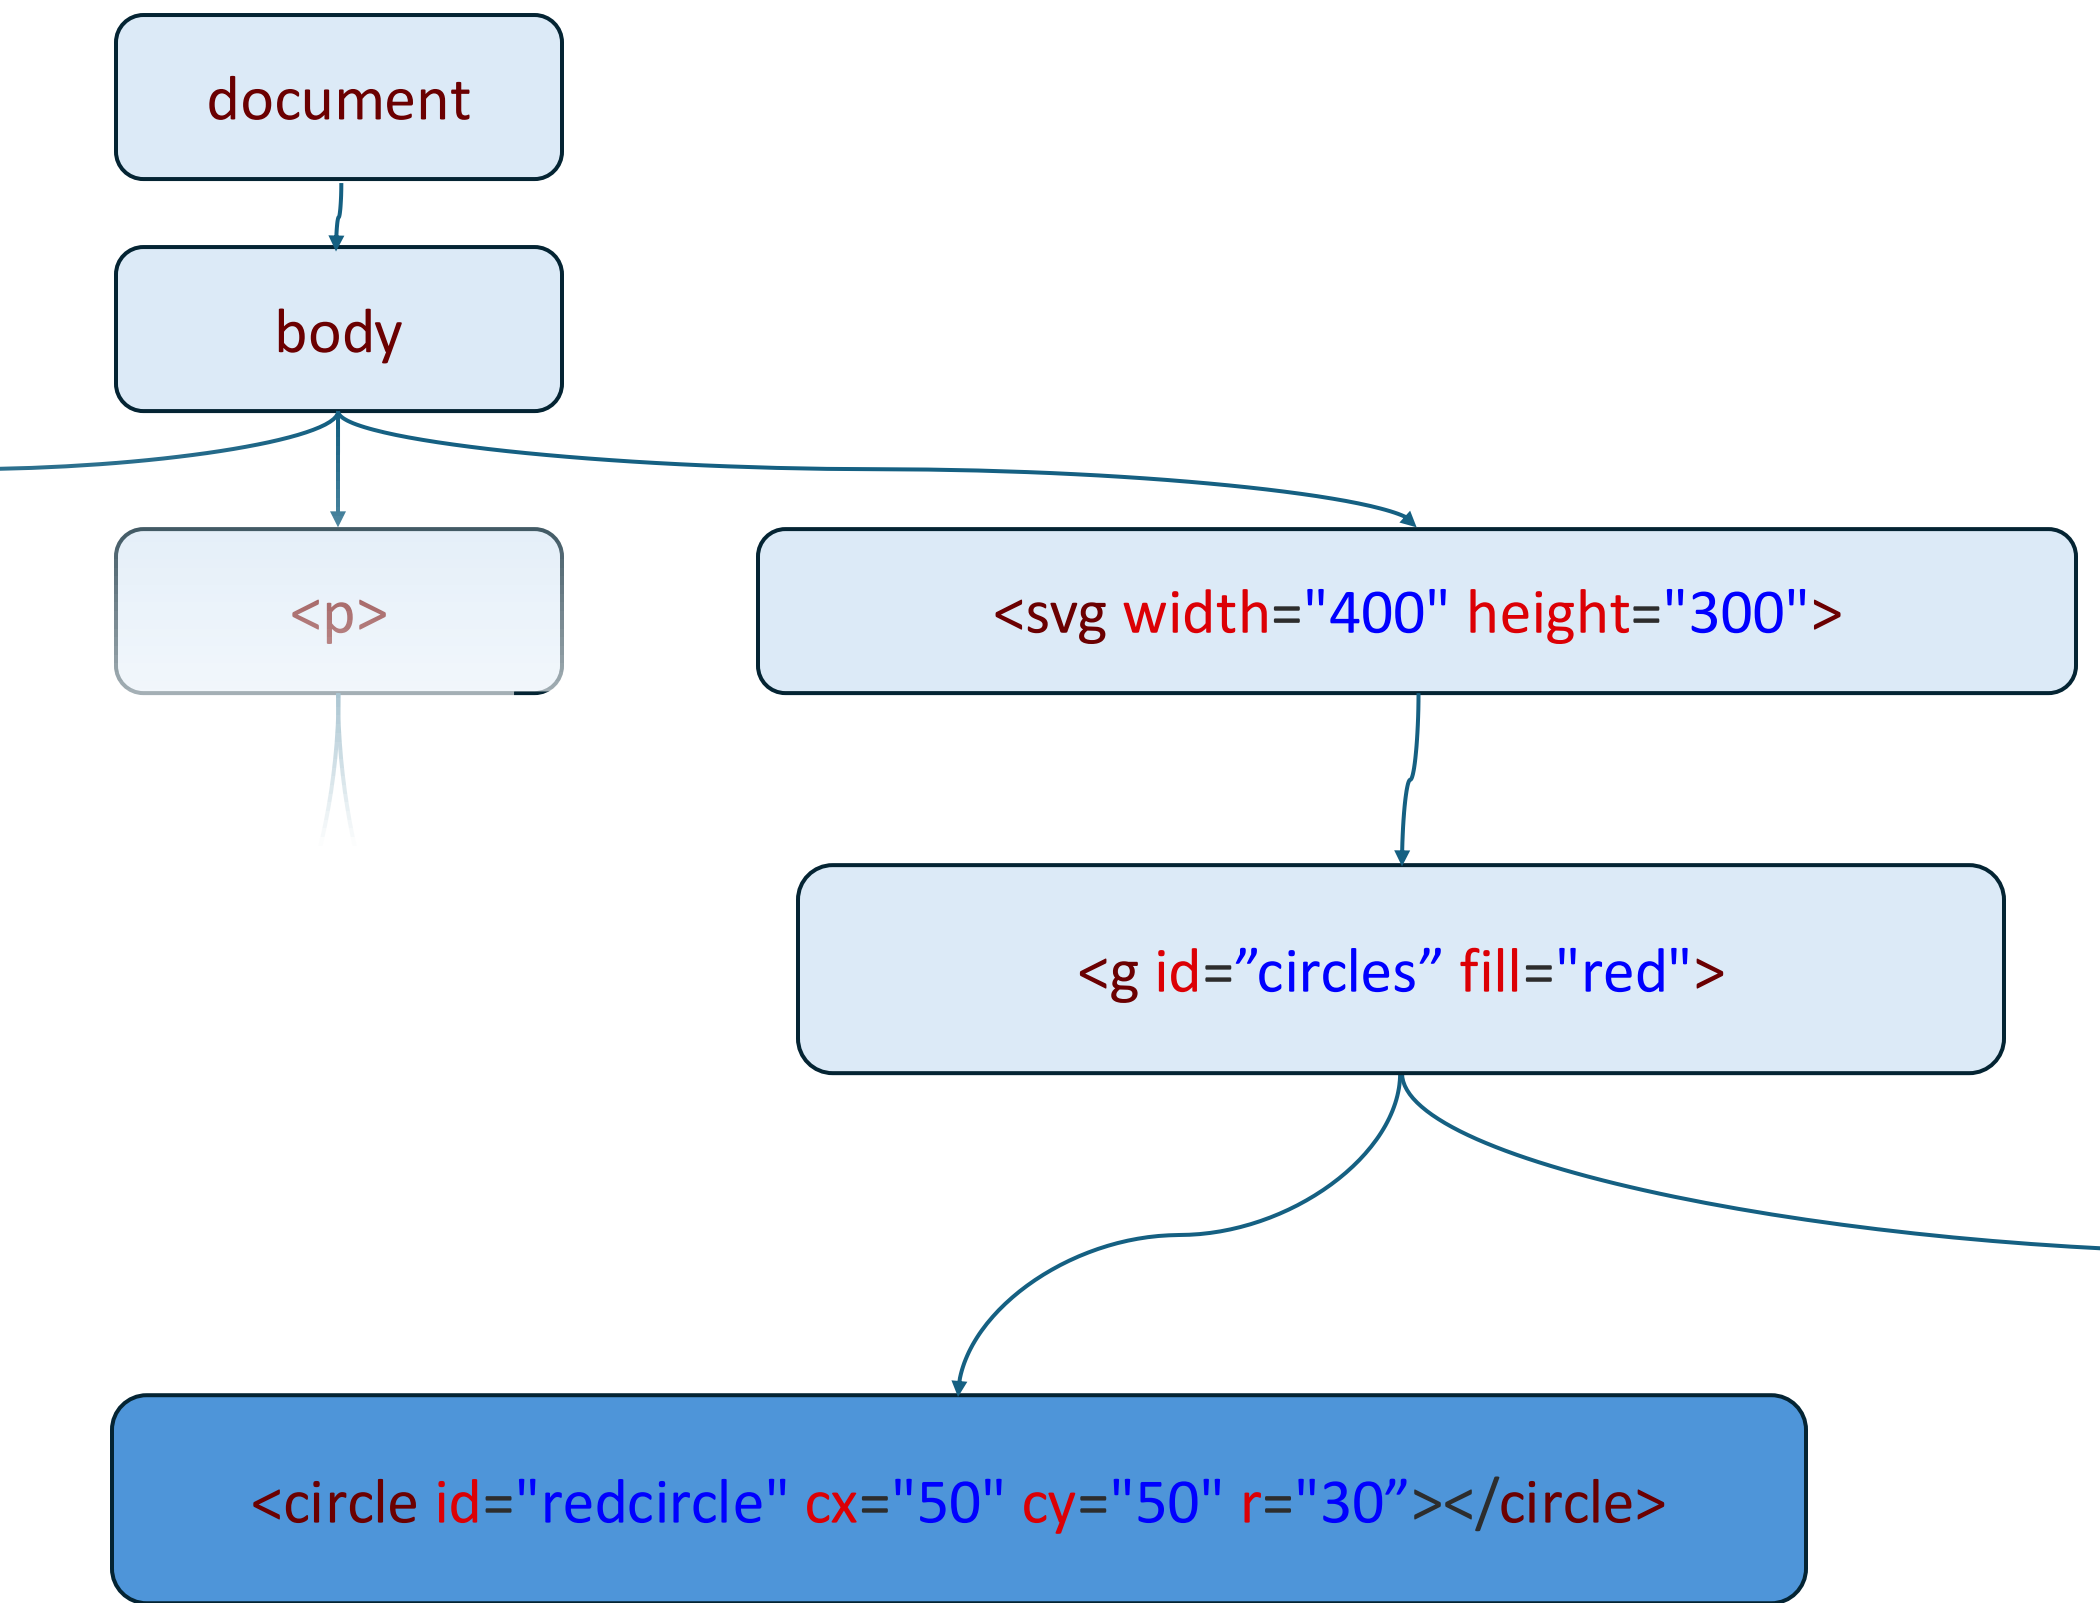 document
body
<p>
<svg width="400" height="300">
<g id=”circles” fill="red">
<circle id="redcircle" cx="50" cy="50" r="30”></circle>